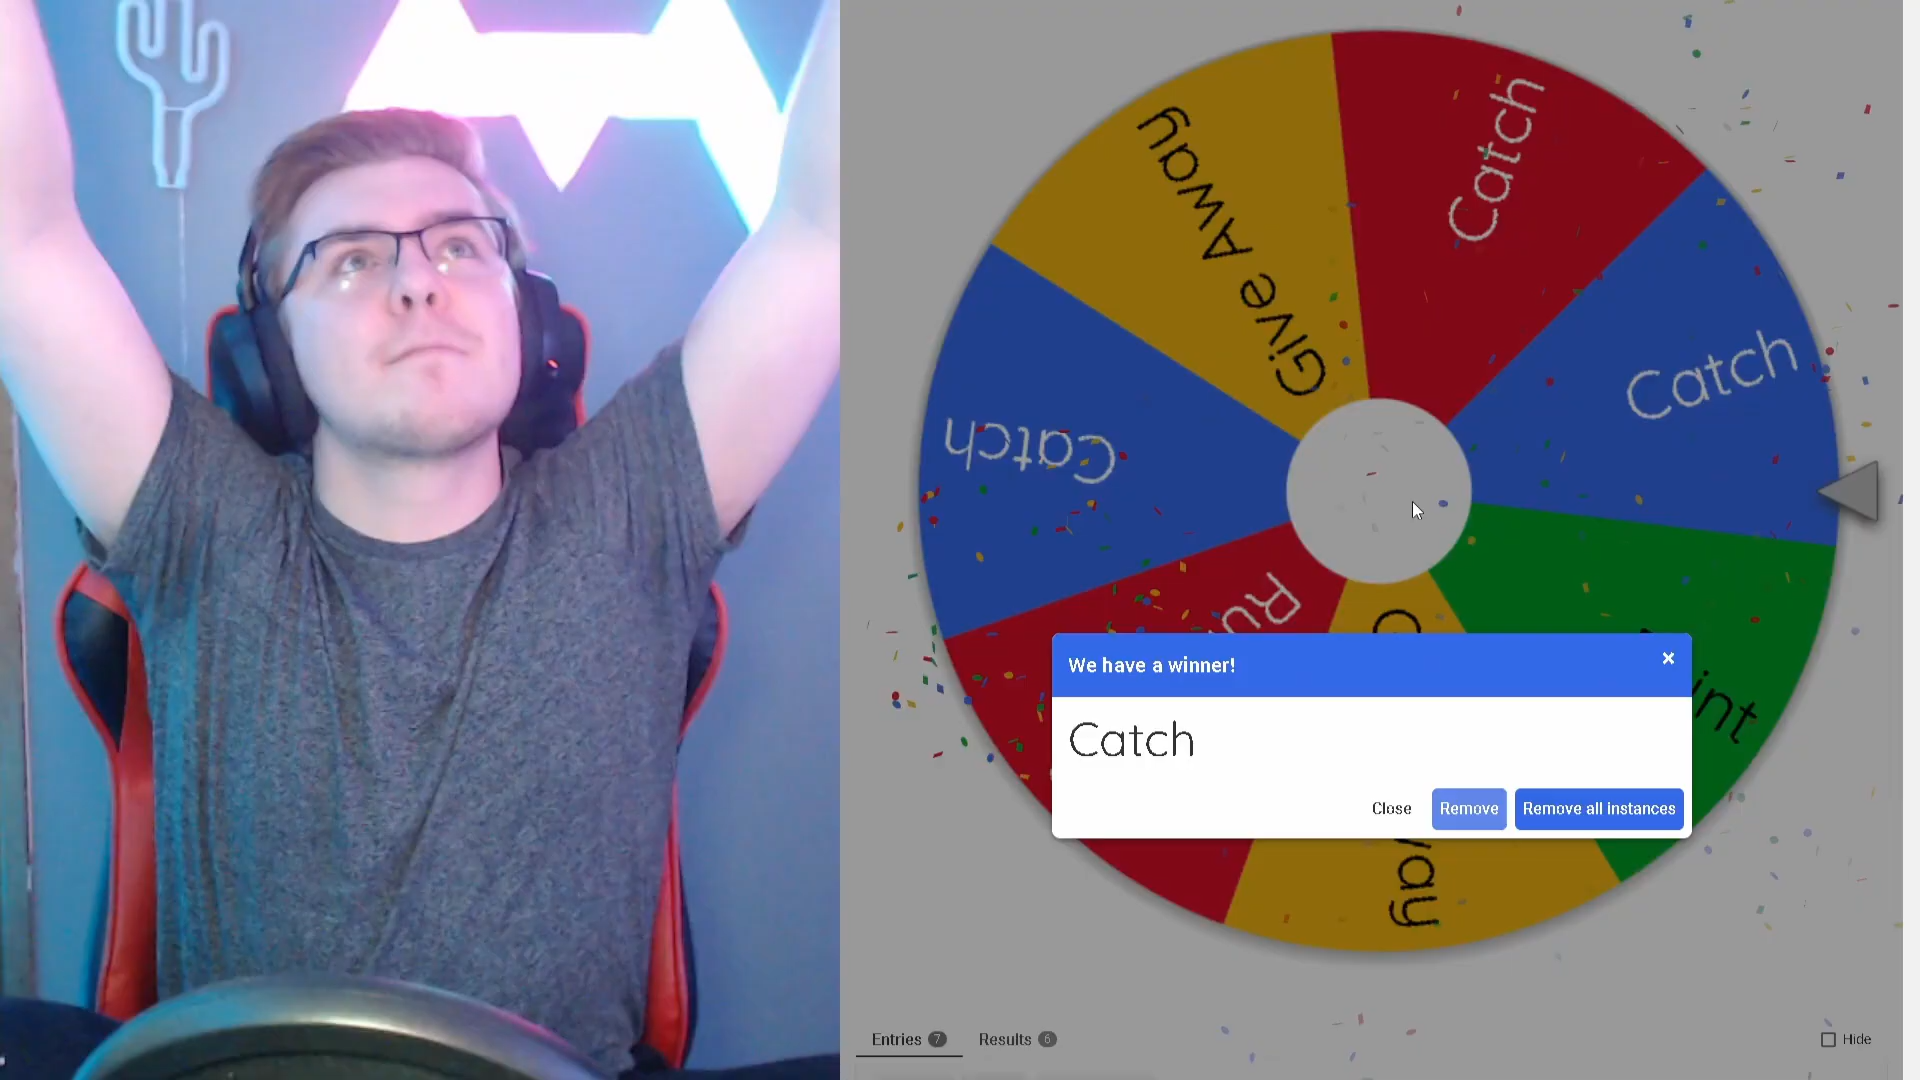 Catch
Give Away
Catch
Catch
We have a winner!
×
Catch
Close
Remove
Remove all instances
Entries 7
Results 6
Hide